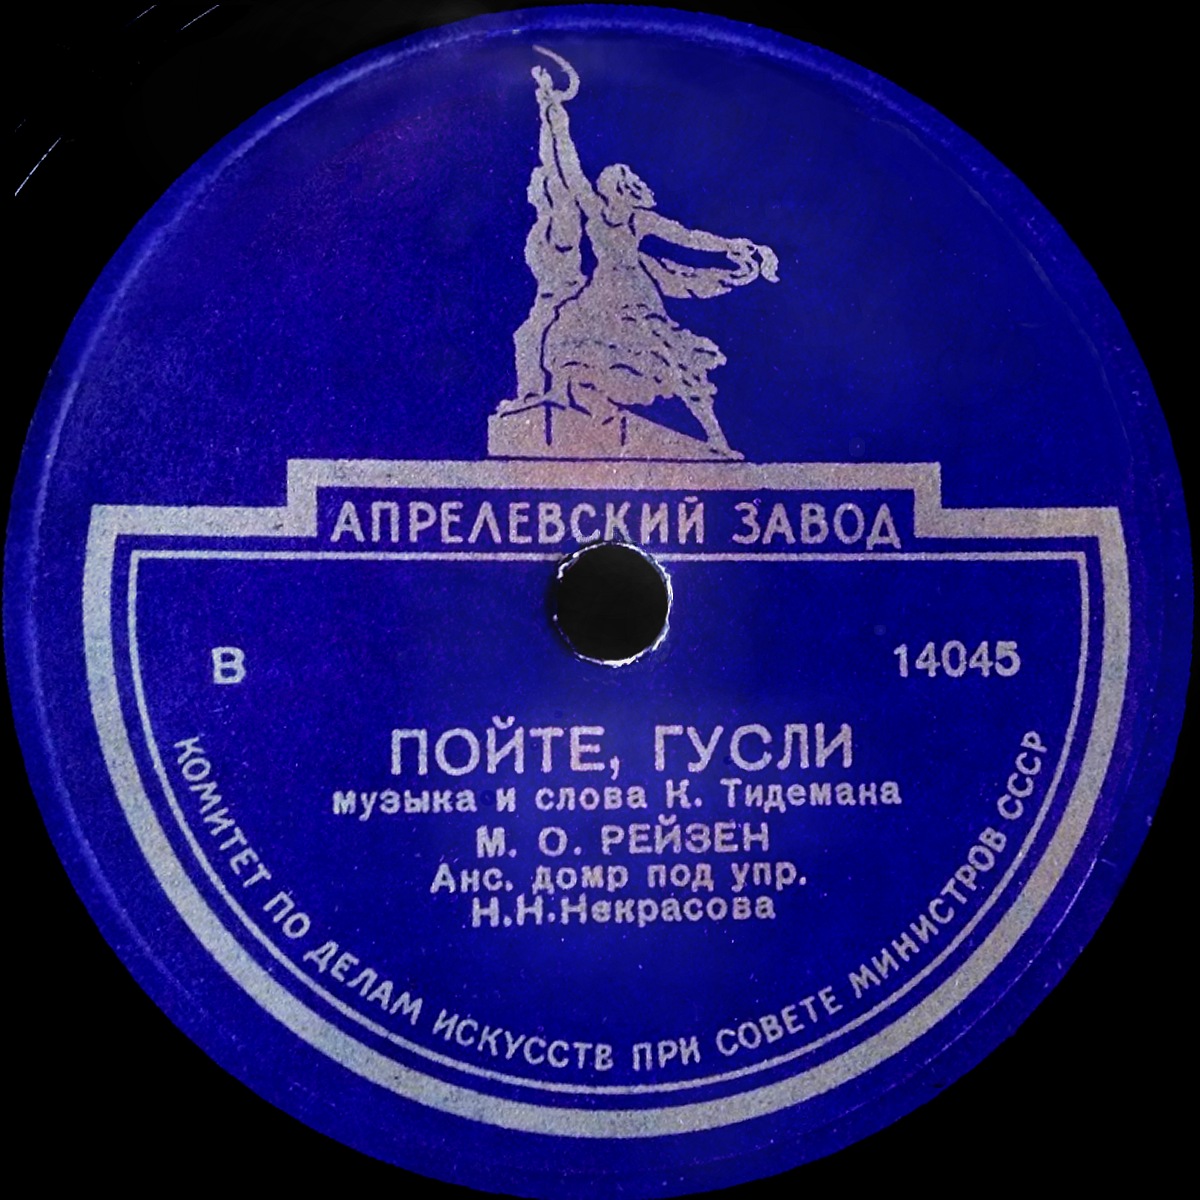 АПРЕЛЕВСКИЙ ЗАВОД
В 14045
ПОЙТЕ, ГУСЛИ
музыка и слова К. Тидемана
М. О. РЕЙЗЕН
Анс. домр под упр.
Н.Н.Некрасова
КОМИТЕТ ПО ДЕЛАМ ИСКУССТВ ПРИ СОВЕТЕ МИНИСТРОВ СССР